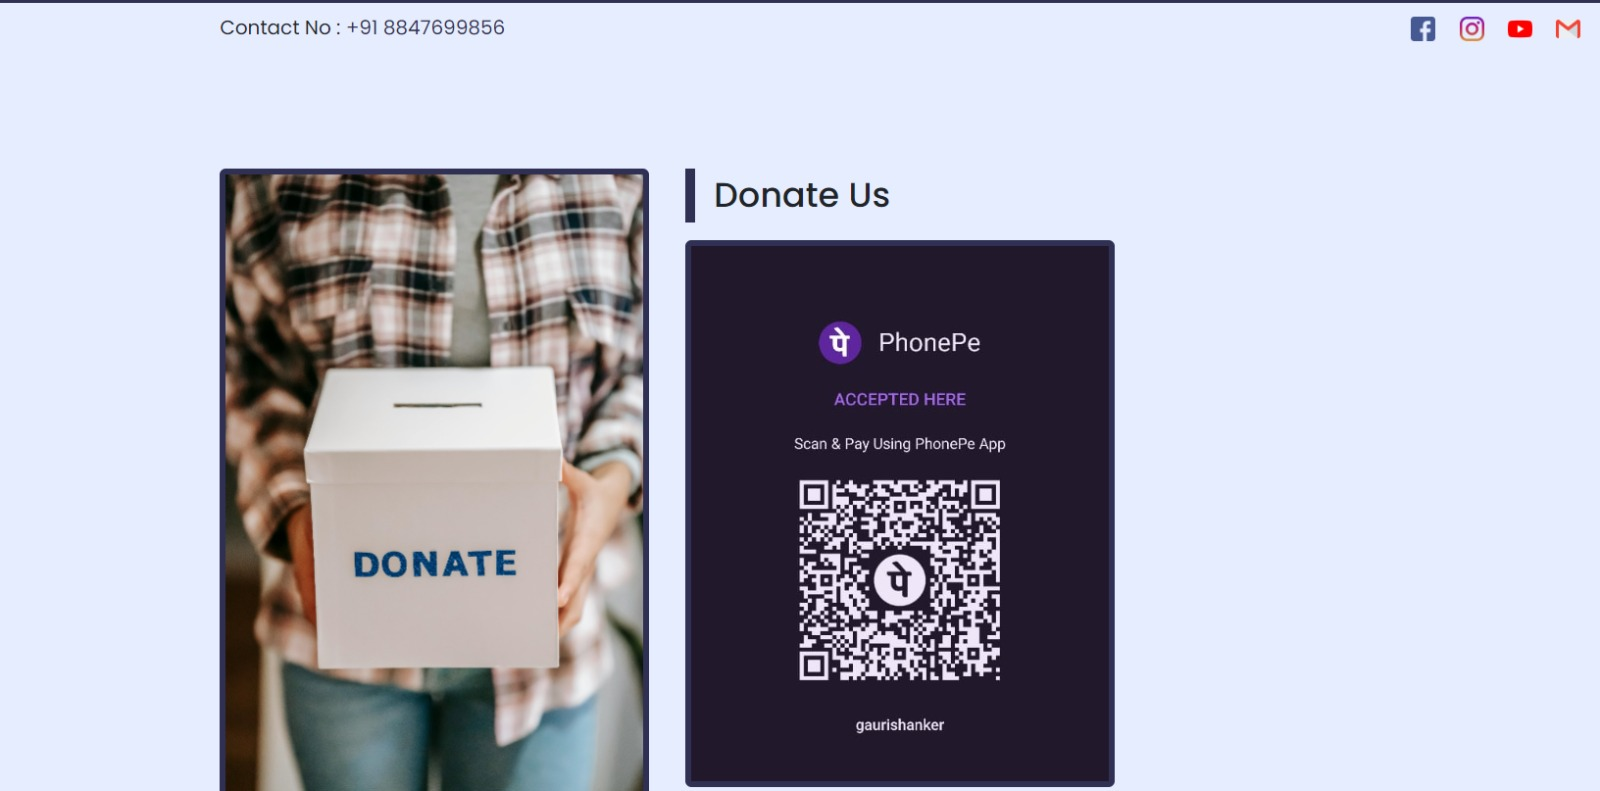 Contact No : +91 8847699856
Donate Us
DONATE
पे PhonePe
ACCEPTED HERE
Scan & Pay Using PhonePe App
पे
gaurishanker